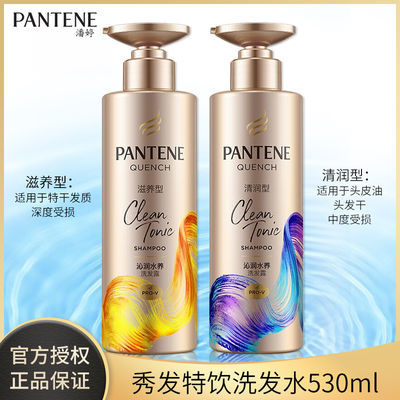 PANTENE
潘婷
滋养型：
适用于特干发质
深度受损
PANTENE
QUENCH
滋养型
Clean
Tonic
SHAMPOO
沁润水养
洗发露
PRO-V
PANTENE
QUENCH
清润型
Clean
Tonic
SHAMPOO
沁润水养
洗发露
PRO-V
清润型：
适用于头皮油
头发干
中度受损
官方授权
正品保证
秀发特饮洗发水530ml